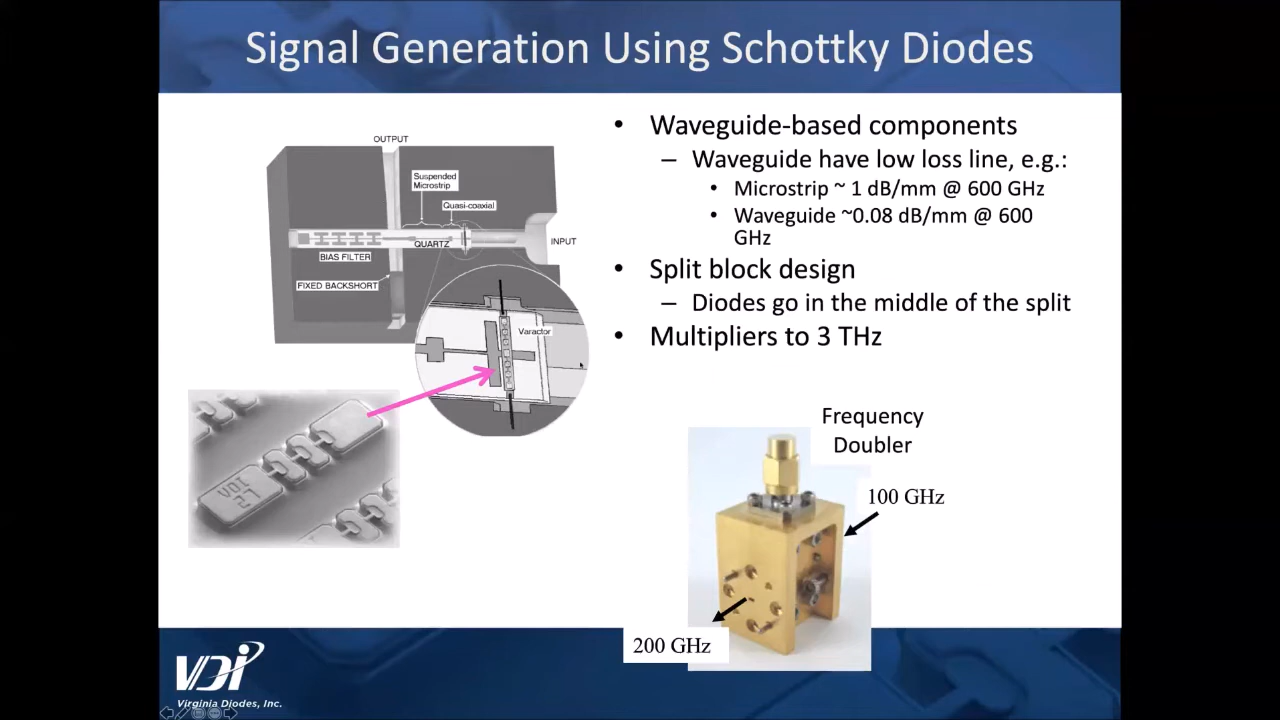 Signal Generation Using Schottky Diodes
OUTPUT
Suspended
Microstrip
Quasi-coaxial
QUARTZ
INPUT
BIAS FILTER
FIXED BACKSHORT
Varactor
VDI
27
• Waveguide-based components
– Waveguide have low loss line, e.g.:
• Microstrip ~ 1 dB/mm @ 600 GHz
• Waveguide ~0.08 dB/mm @ 600
GHz
• Split block design
– Diodes go in the middle of the split
• Multipliers to 3 THz
Frequency
Doubler
100 GHz
200 GHz
VDI
Virginia Diodes, Inc.